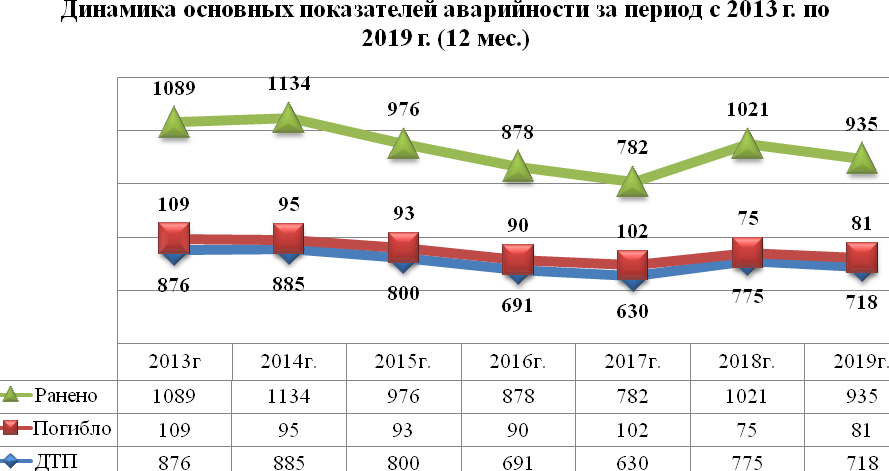 Динамика основных показателей аварийности за период с 2013 г. по
2019 г. (12 мес.)
1089 1134 976 878 782 1021 935
109 95 93 90 102 75 81
876 885 800 691 630 775 718
2013г 2014г. 2015г. 2016г. 2017г. 2018г. 2019г.
Ранено 1089 1134 976 878 782 1021 935
Погибло 109 95 93 90 102 75 81
ДТП 876 885 800 691 630 775 718